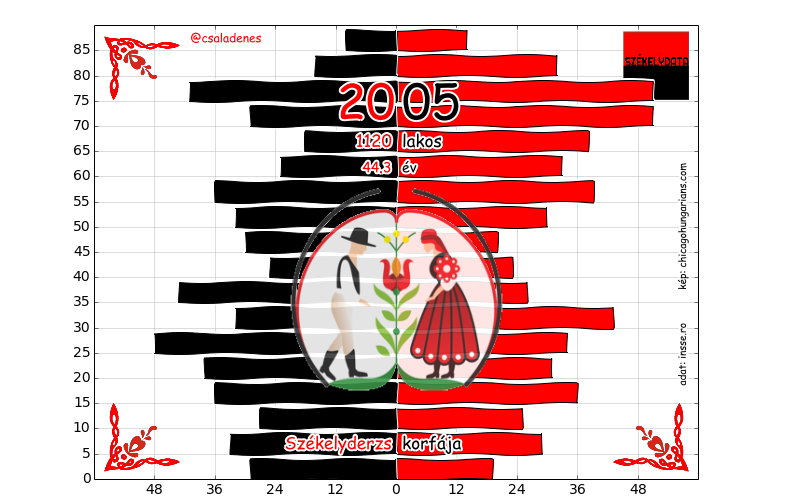 @csaladenes
SZÉKELYDATA
2005
1120 lakos
44.3 év
kép: chicagohungarians.com
adat: insse.ro
Székelyderzs korfája
85
80
75
70
65
60
55
50
45
40
35
30
25
20
15
10
5
0
48 36 24 12 0 12 24 36 48